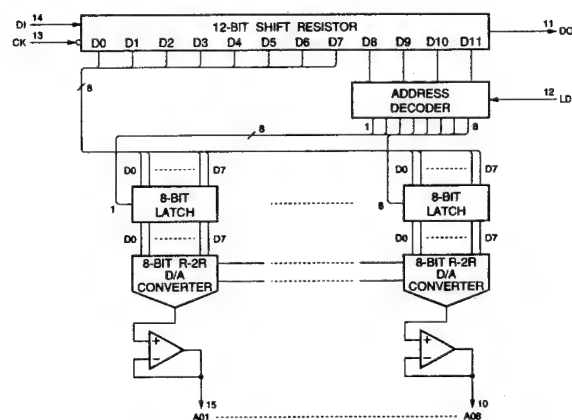 DI 14
12-BIT SHIFT RESISTOR
11 DO
CK 13
D0 D1 D2 D3 D4 D5 D6 D7 D8 D9 D10 D11
8
ADDRESS
DECODER
12 LD
8
1 8
D0 D7 D0 D7
8-BIT
LATCH
8-BIT
LATCH
1 8
D0 D7 D0 D7
8-BIT R-2R
D/A
CONVERTER
8-BIT R-2R
D/A
CONVERTER
+
−
+
−
15 10
A01 A08